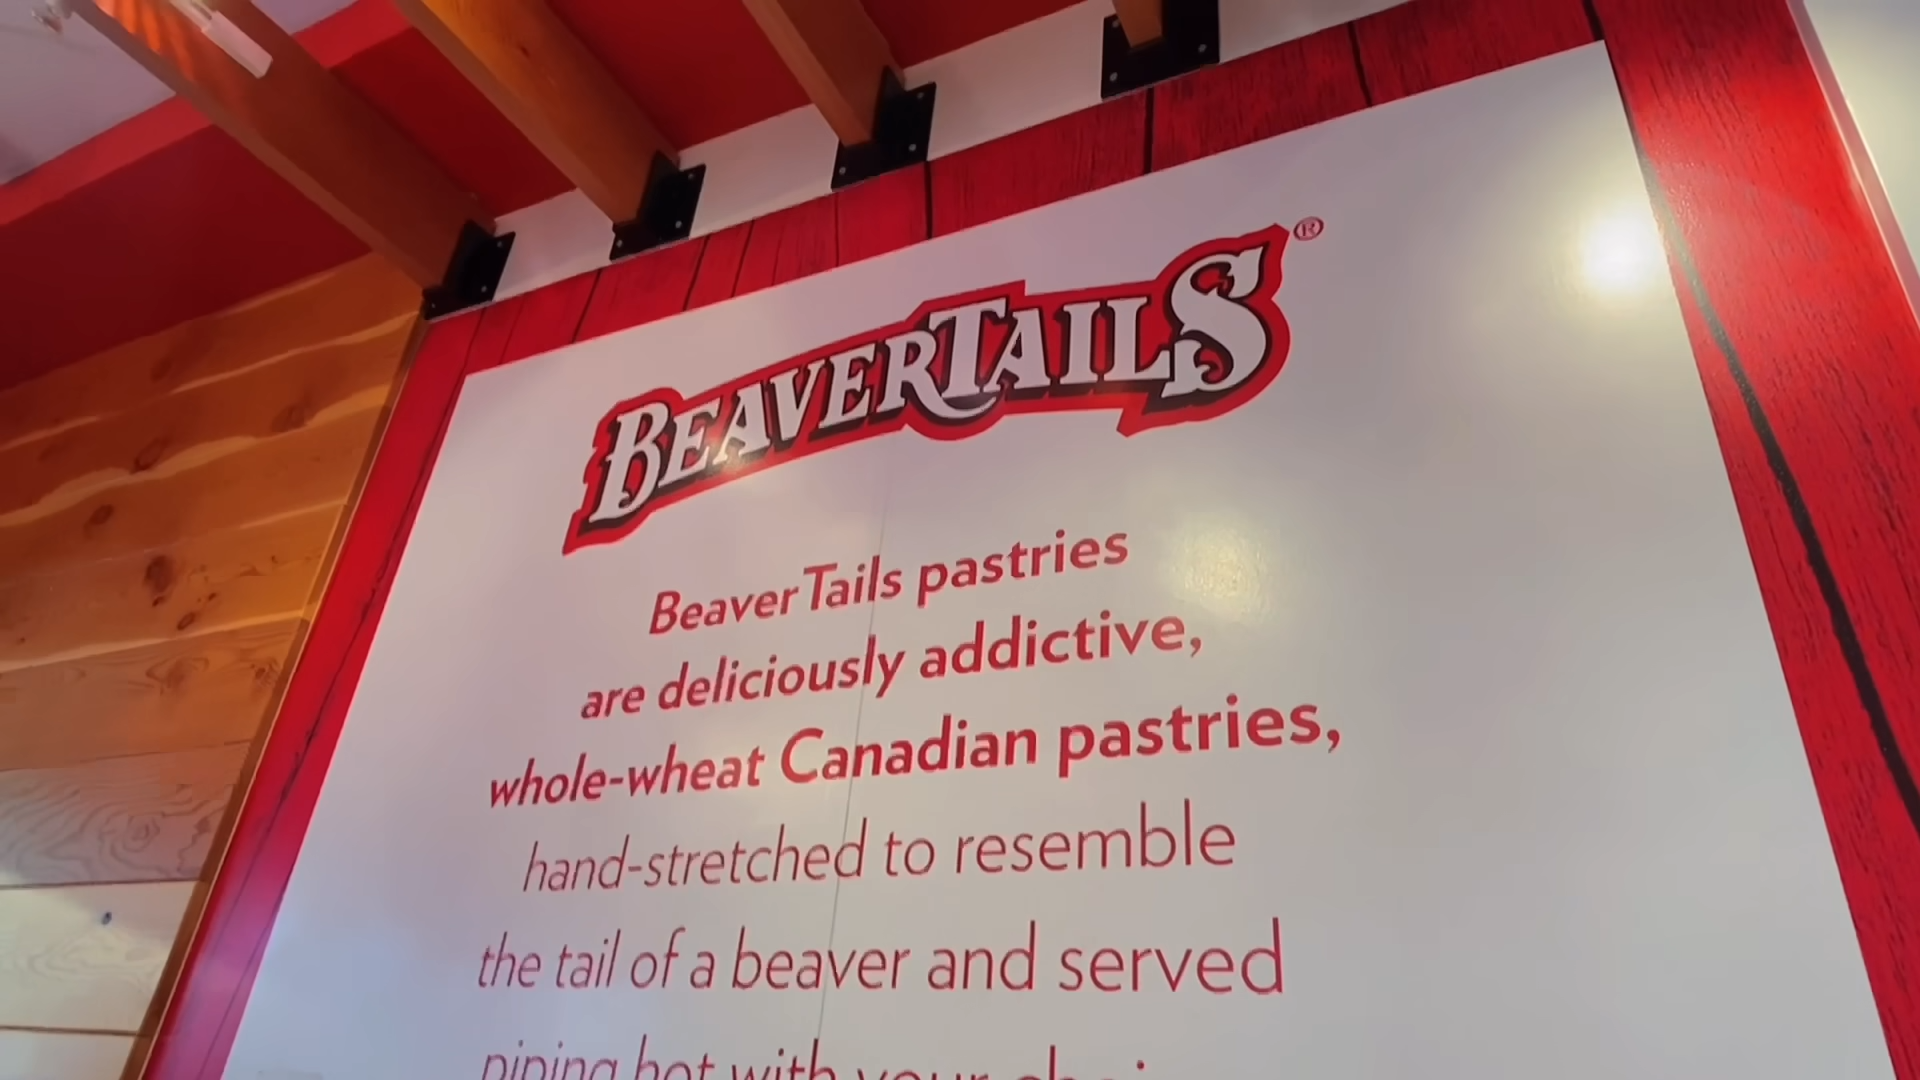 BEAVERTAILS®
BeaverTails pastries
are deliciously addictive,
whole-wheat Canadian pastries,
hand-stretched to resemble
the tail of a beaver and served
piping hot with your